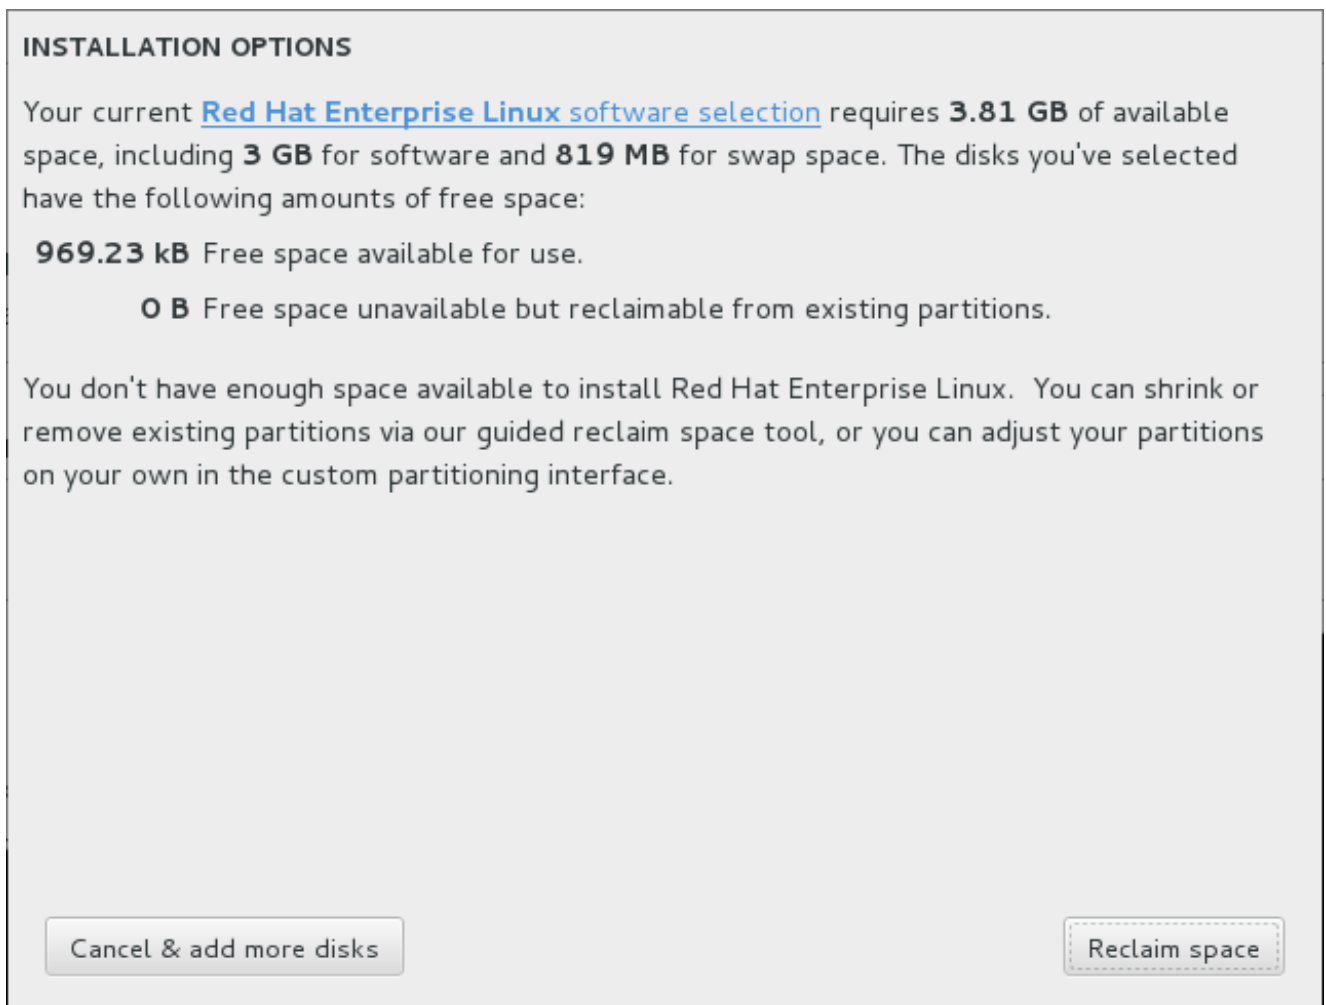 INSTALLATION OPTIONS
Your current Red Hat Enterprise Linux software selection requires 3.81 GB of available
space, including 3 GB for software and 819 MB for swap space. The disks you've selected
have the following amounts of free space:
969.23 kB Free space available for use.
0 B Free space unavailable but reclaimable from existing partitions.
You don't have enough space available to install Red Hat Enterprise Linux.  You can shrink or
remove existing partitions via our guided reclaim space tool, or you can adjust your partitions
on your own in the custom partitioning interface.
Cancel & add more disks
Reclaim space